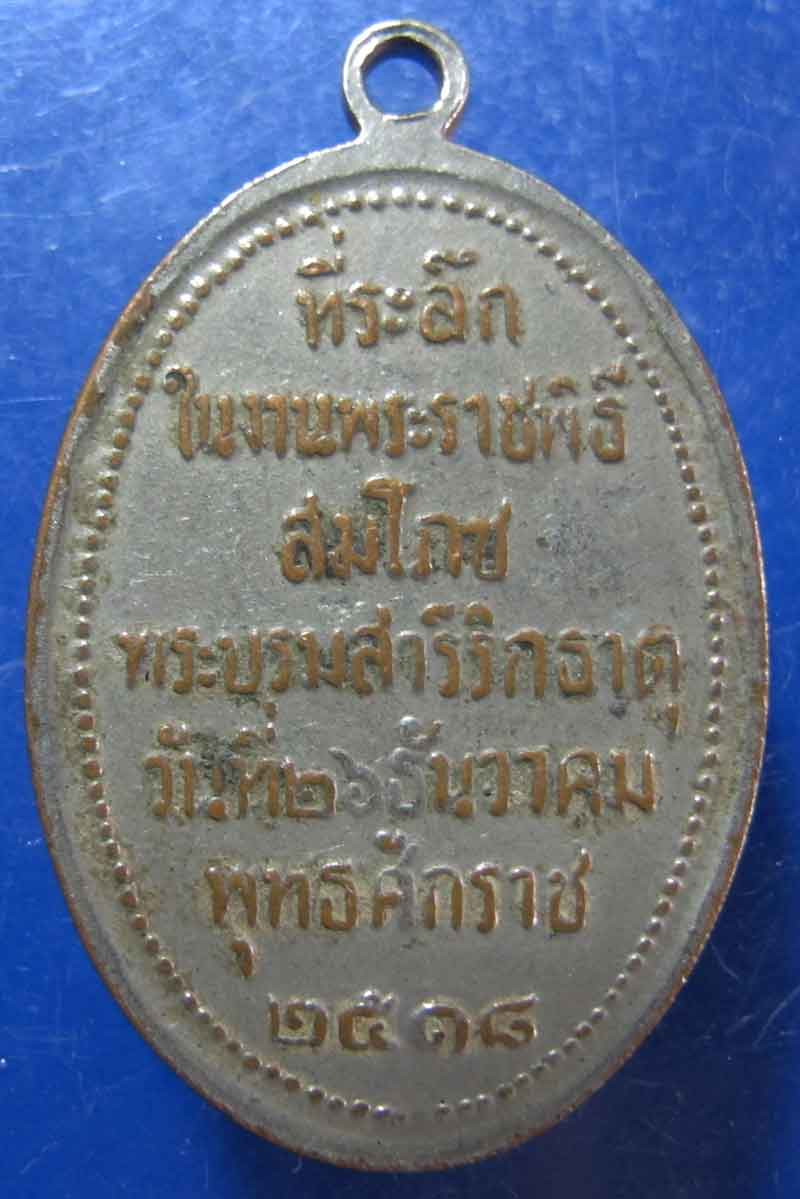 ที่ระลึก
ในงานพระราชพิธี
สมโภช
พระบรมสารีริกธาตุ
วันที่๒๖ธันวาคม
พุทธศักราช
๒๕๑๘